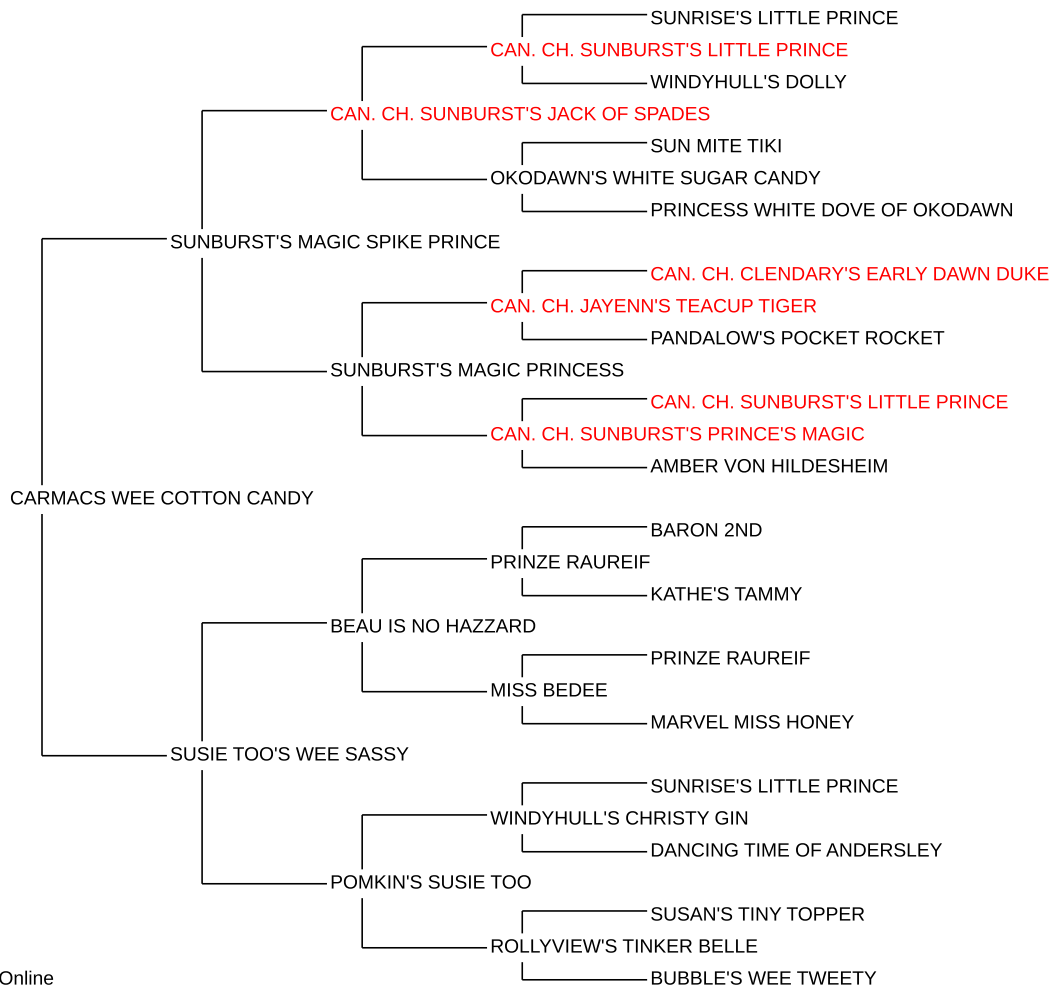 SUNRISE'S LITTLE PRINCE
CAN. CH. SUNBURST'S LITTLE PRINCE
WINDYHULL'S DOLLY
CAN. CH. SUNBURST'S JACK OF SPADES
SUN MITE TIKI
OKODAWN'S WHITE SUGAR CANDY
PRINCESS WHITE DOVE OF OKODAWN
SUNBURST'S MAGIC SPIKE PRINCE
CAN. CH. CLENDARY'S EARLY DAWN DUKE
CAN. CH. JAYENN'S TEACUP TIGER
PANDALOW'S POCKET ROCKET
SUNBURST'S MAGIC PRINCESS
CAN. CH. SUNBURST'S LITTLE PRINCE
CAN. CH. SUNBURST'S PRINCE'S MAGIC
AMBER VON HILDESHEIM
CARMACS WEE COTTON CANDY
BARON 2ND
PRINZE RAUREIF
KATHE'S TAMMY
BEAU IS NO HAZZARD
PRINZE RAUREIF
MISS BEDEE
MARVEL MISS HONEY
SUSIE TOO'S WEE SASSY
SUNRISE'S LITTLE PRINCE
WINDYHULL'S CHRISTY GIN
DANCING TIME OF ANDERSLEY
POMKIN'S SUSIE TOO
SUSAN'S TINY TOPPER
ROLLYVIEW'S TINKER BELLE
BUBBLE'S WEE TWEETY
Online